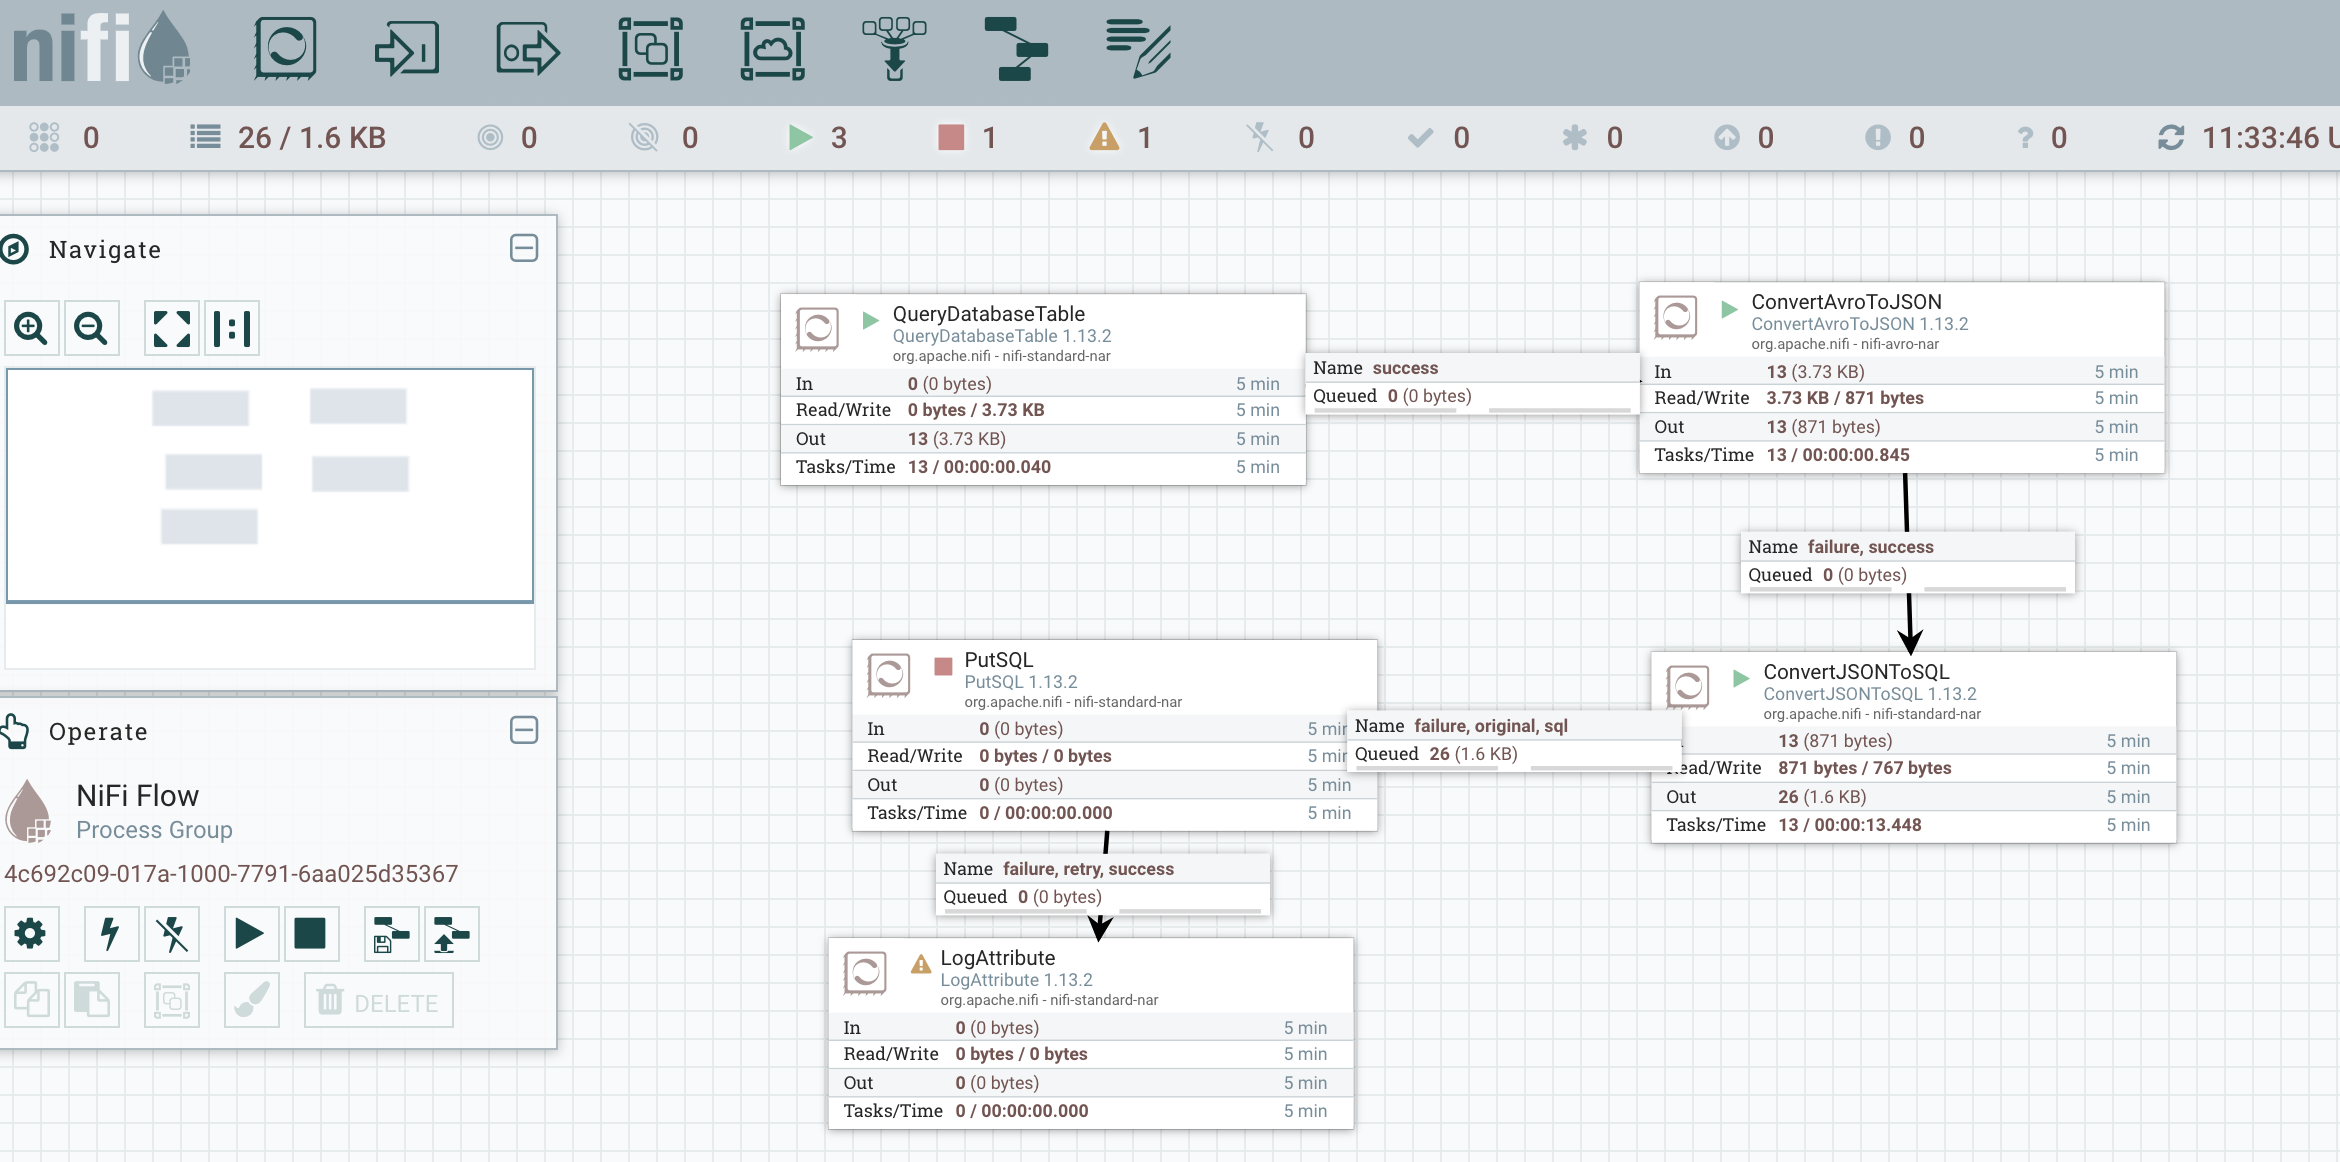 nifi
0
26 / 1.6 KB
0
0
3
1
1
0
0
0
0
0
? 0
11:33:46 U
Navigate
Operate
NiFi Flow
Process Group
4c692c09-017a-1000-7791-6aa025d35367
DELETE
QueryDatabaseTable
QueryDatabaseTable 1.13.2
org.apache.nifi - nifi-standard-nar
In 0 (0 bytes) 5 min
Read/Write 0 bytes / 3.73 KB 5 min
Out 13 (3.73 KB) 5 min
Tasks/Time 13 / 00:00:00.040 5 min
Name success
Queued 0 (0 bytes)
ConvertAvroToJSON
ConvertAvroToJSON 1.13.2
org.apache.nifi - nifi-avro-nar
In 13 (3.73 KB) 5 min
Read/Write 3.73 KB / 871 bytes 5 min
Out 13 (871 bytes) 5 min
Tasks/Time 13 / 00:00:00.845 5 min
Name failure, success
Queued 0 (0 bytes)
PutSQL
PutSQL 1.13.2
org.apache.nifi - nifi-standard-nar
In 0 (0 bytes) 5 min
Read/Write 0 bytes / 0 bytes 5 min
Out 0 (0 bytes) 5 min
Tasks/Time 0 / 00:00:00.000 5 min
Name failure, original, sql
Queued 26 (1.6 KB)
ConvertJSONToSQL
ConvertJSONToSQL 1.13.2
org.apache.nifi - nifi-standard-nar
13 (871 bytes) 5 min
Read/Write 871 bytes / 767 bytes 5 min
Out 26 (1.6 KB) 5 min
Tasks/Time 13 / 00:00:13.448 5 min
Name failure, retry, success
Queued 0 (0 bytes)
LogAttribute
LogAttribute 1.13.2
org.apache.nifi - nifi-standard-nar
In 0 (0 bytes) 5 min
Read/Write 0 bytes / 0 bytes 5 min
Out 0 (0 bytes) 5 min
Tasks/Time 0 / 00:00:00.000 5 min